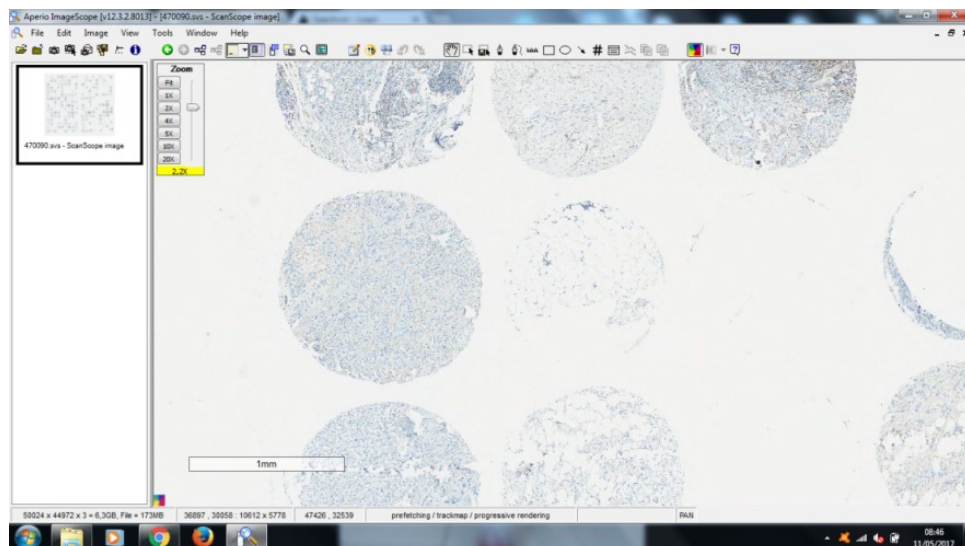 Aperio ImageScope [v12.3.2.8013] - [470090.svs - ScanScope image]
File Edit Image View Tools Window Help
470090.svs - ScanScope image
Zoom
Fit
1X
2X
4X
5X
10X
20X
2.2X
1mm
50024 x 44972 x 3 = 6,3GB, File = 173MB 36897 , 30058 : 10612 x 5778 47426 , 32539 prefetching / trackmap / progressive rendering PAN
08:46
11/05/2017